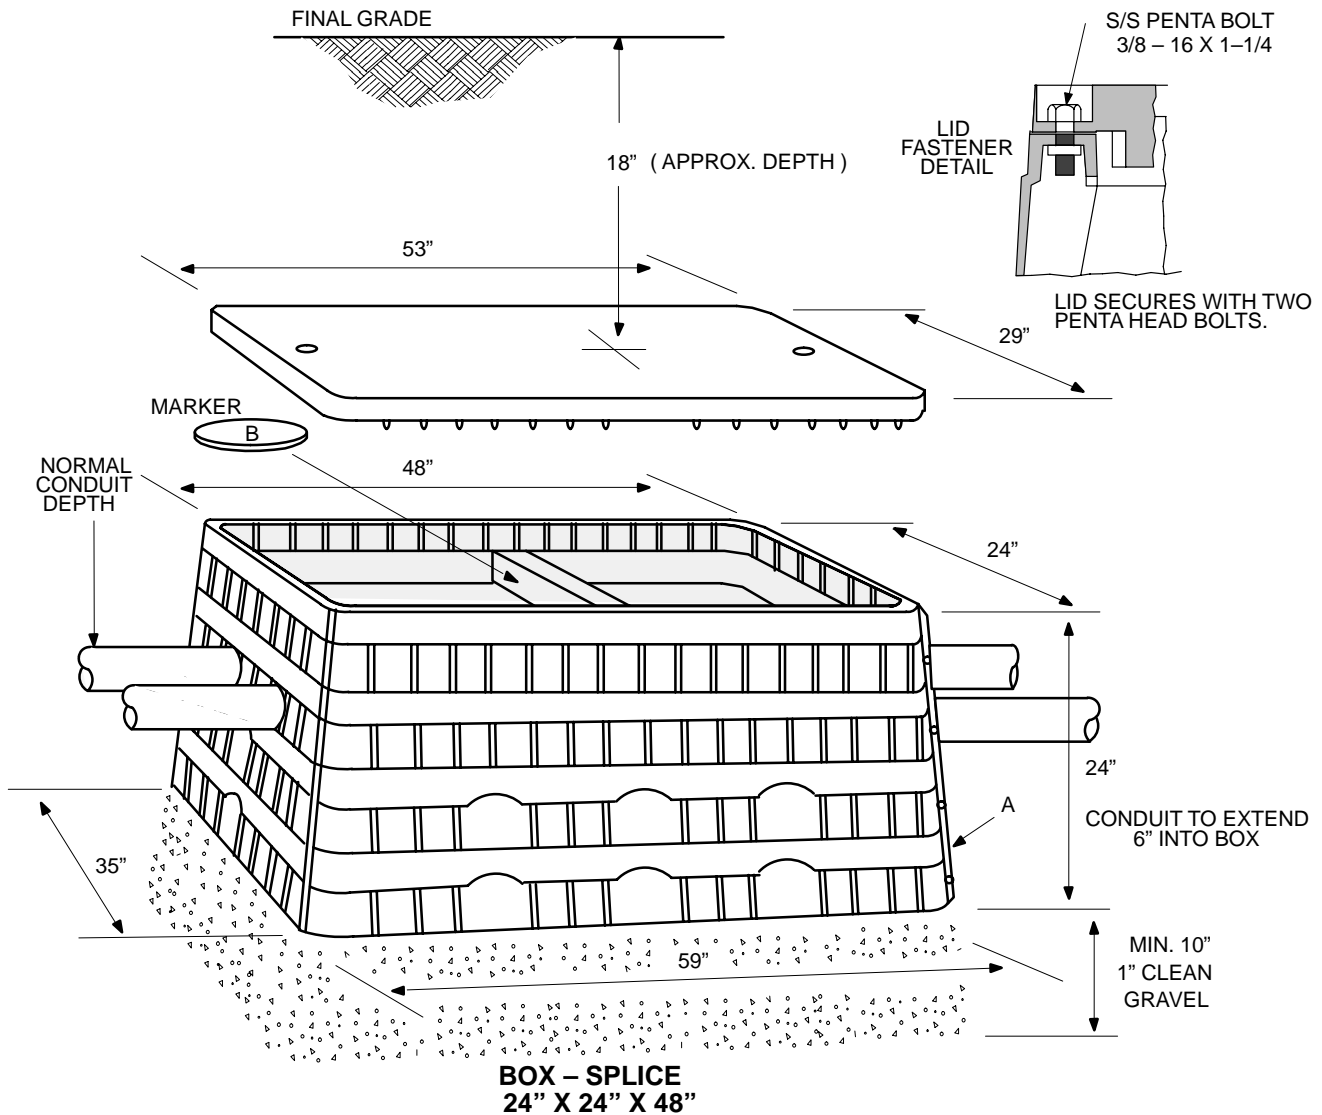 FINAL GRADE
S/S PENTA BOLT
3/8 – 16 X 1–1/4
LID
FASTENER
DETAIL
18” ( APPROX. DEPTH )
53”
LID SECURES WITH TWO
PENTA HEAD BOLTS.
29”
MARKER
B
48”
NORMAL
CONDUIT
DEPTH
24”
24”
A
CONDUIT TO EXTEND
6” INTO BOX
35”
59”
MIN. 10”
1” CLEAN
GRAVEL
BOX – SPLICE
24” X 24” X 48”